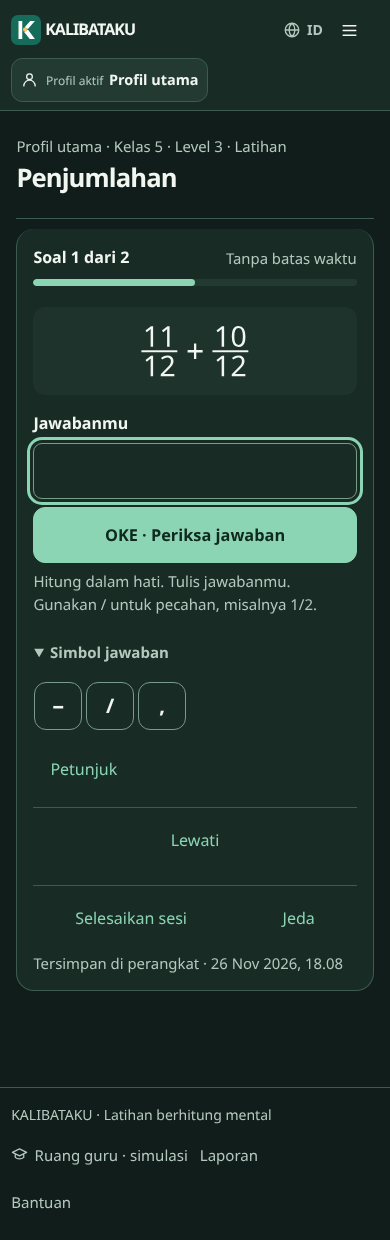 KALIBATAKU
ID
Profil aktif Profil utama
Profil utama · Kelas 5 · Level 3 · Latihan
Penjumlahan
Soal 1 dari 2
Tanpa batas waktu
11/12 + 10/12
Jawabanmu
OKE · Periksa jawaban
Hitung dalam hati. Tulis jawabanmu.
Gunakan / untuk pecahan, misalnya 1/2.
▼ Simbol jawaban
− / ,
Petunjuk
Lewati
Selesaikan sesi
Jeda
Tersimpan di perangkat · 26 Nov 2026, 18.08
KALIBATAKU · Latihan berhitung mental
Ruang guru · simulasi Laporan
Bantuan